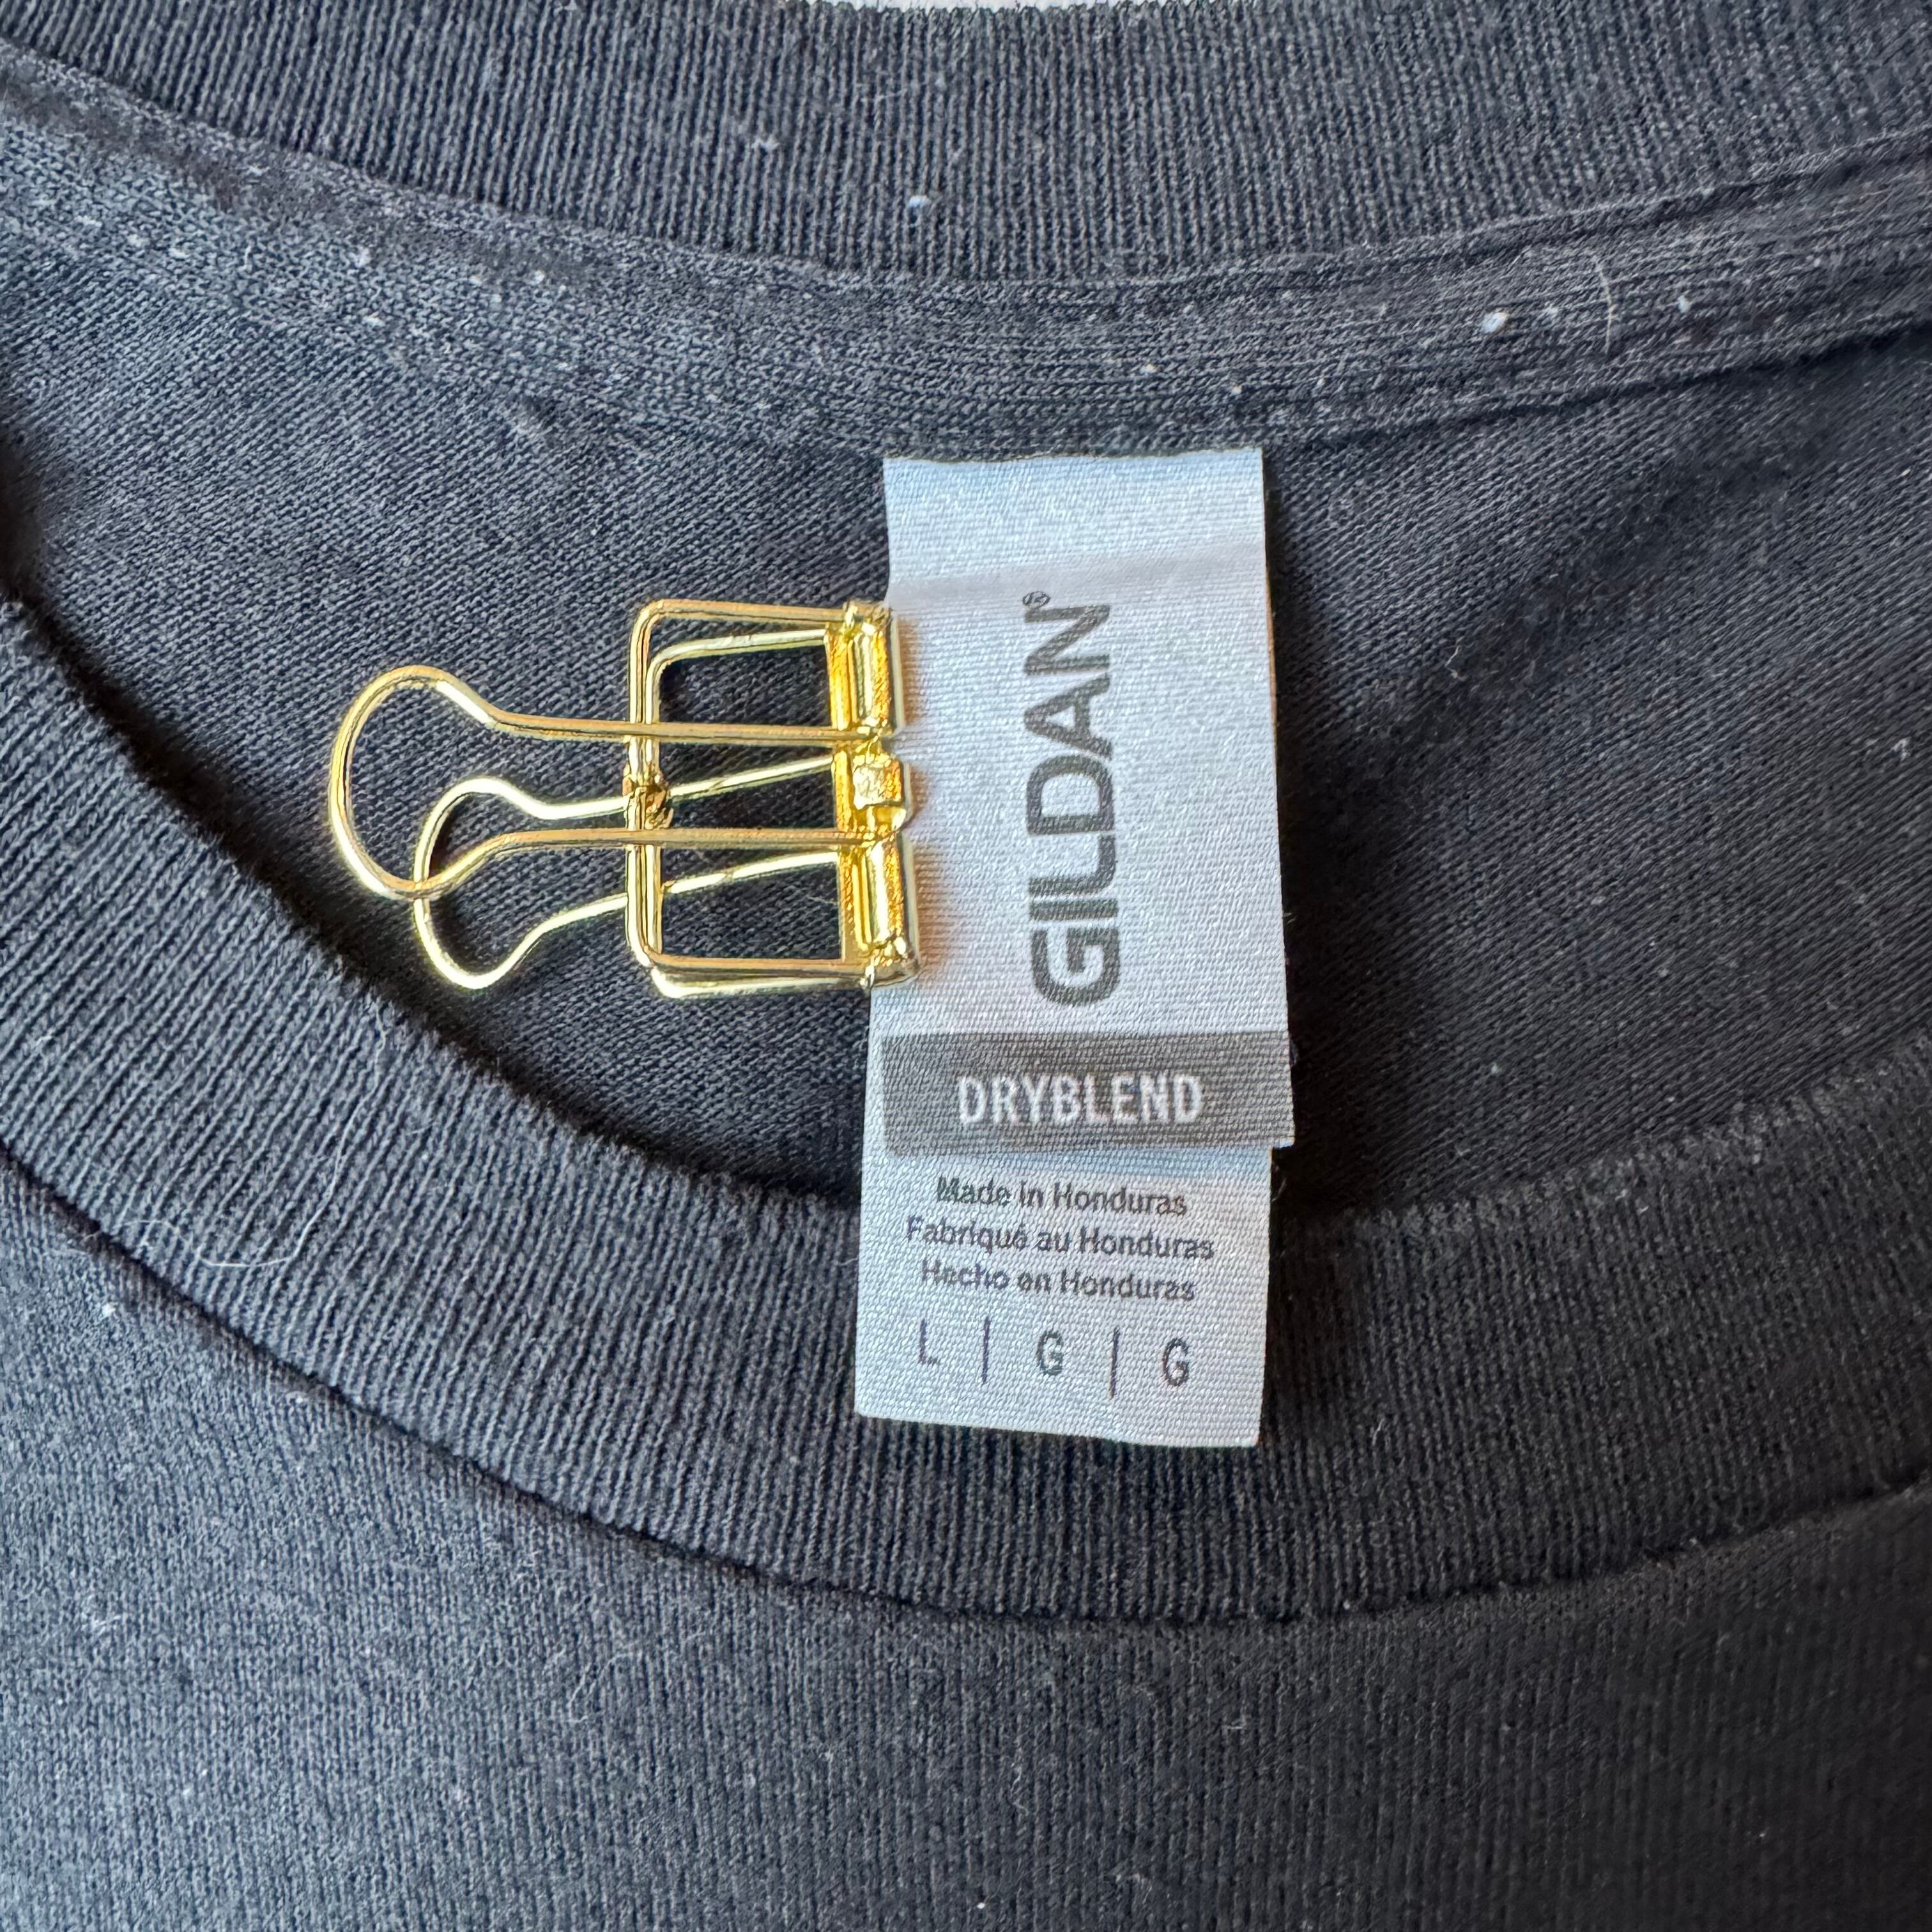 GILDAN®
DRYBLEND
Made in Honduras
Fabriqué au Honduras
Hecho en Honduras
L | G | G